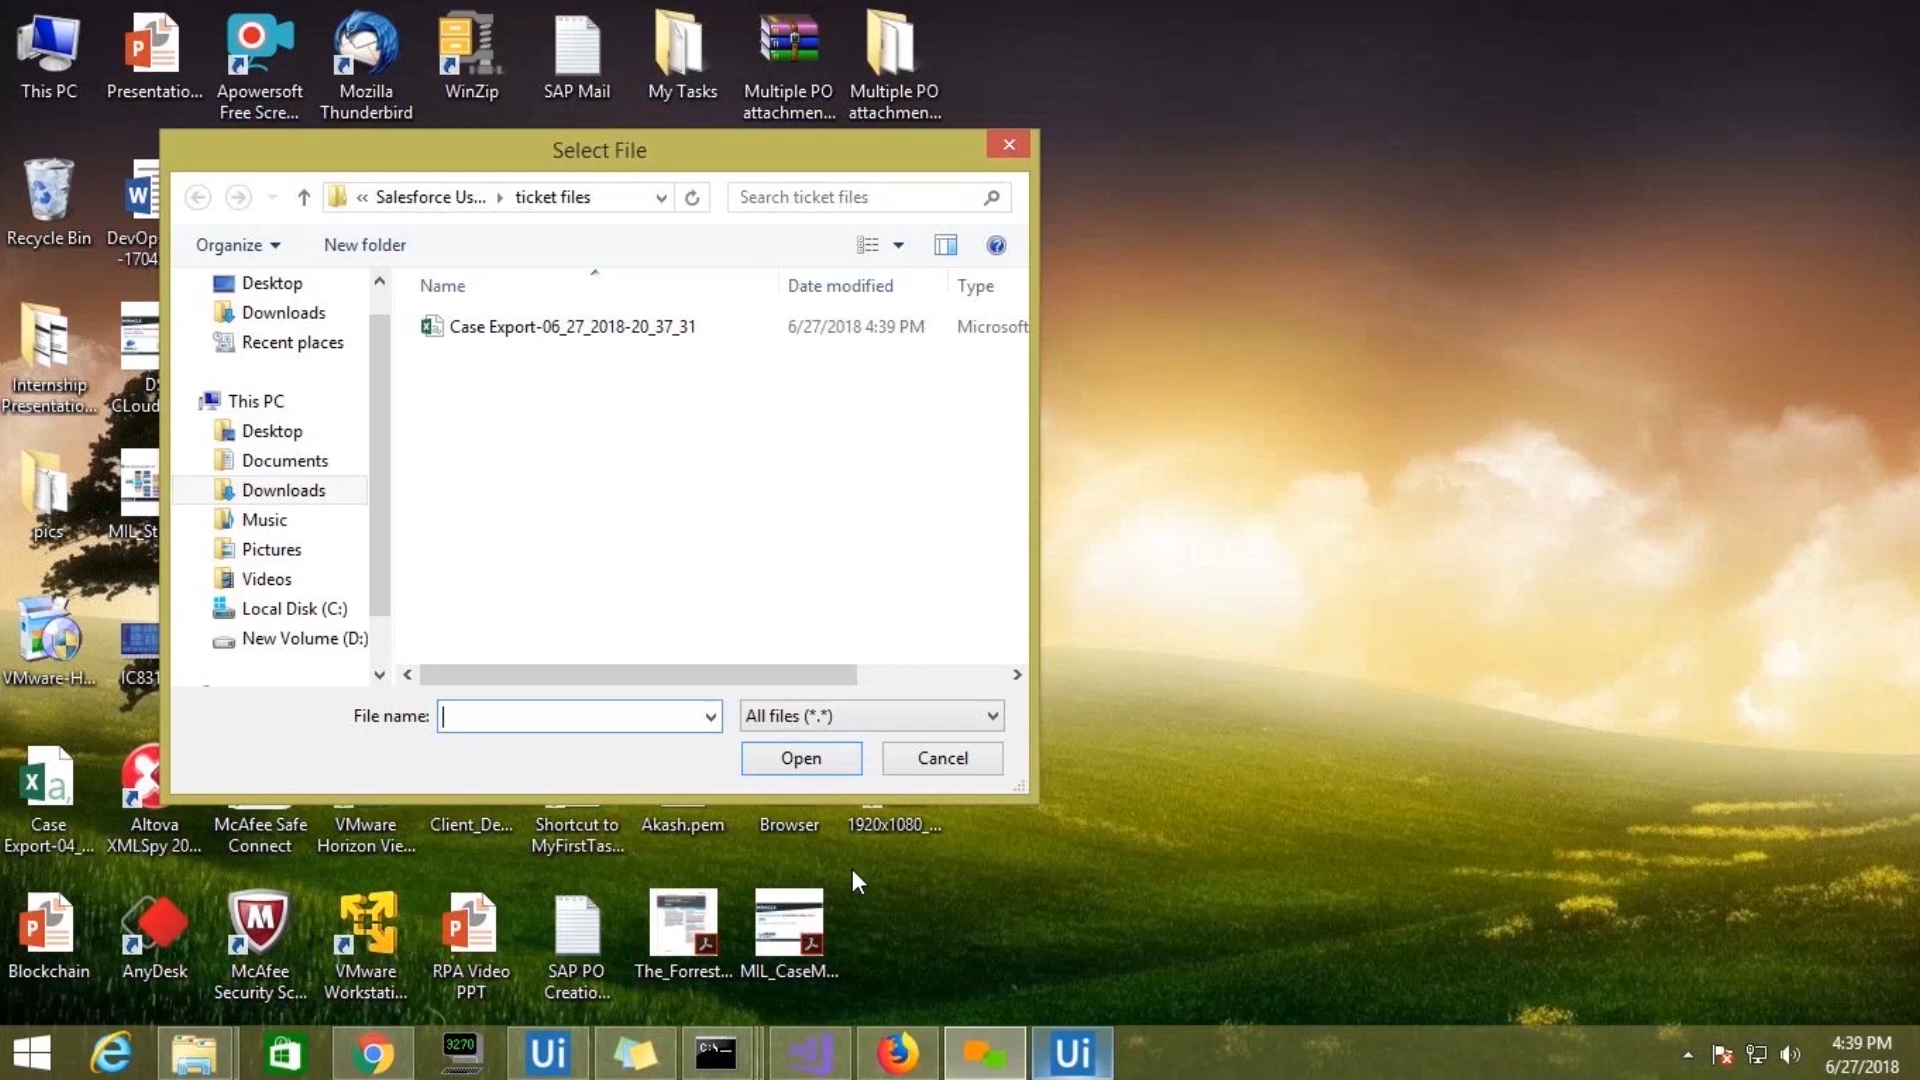 This PC
Presentatio...
Apowersoft
Free Scre...
Mozilla
Thunderbird
WinZip
SAP Mail
My Tasks
Multiple PO
attachmen...
Multiple PO
attachmen...
Select File
Recycle Bin
DevOp
-1704
« Salesforce Us...
ticket files
Search ticket files
Organize
New folder
Desktop
Downloads
Recent places
This PC
Desktop
Documents
Downloads
Music
Pictures
Videos
Local Disk (C:)
New Volume (D:)
Name
Date modified
Type
Case Export-06_27_2018-20_37_31
6/27/2018 4:39 PM
Microsoft
Internship
Presentatio...
CLoud
pics
MIL_St
VMware-H...
IC831
File name:
All files (*.*)
Open
Cancel
Case
Export-04_...
Altova
XMLSpy 20...
McAfee Safe
Connect
VMware
Horizon Vie...
Client_De...
Shortcut to
MyFirstTas...
Akash.pem
Browser
1920x1080_...
Blockchain
AnyDesk
McAfee
Security Sc...
VMware
Workstati...
RPA Video
PPT
SAP PO
Creatio...
The_Forrest...
MIL_CaseM...
3270
Ui
C:\
Ui
4:39 PM
6/27/2018